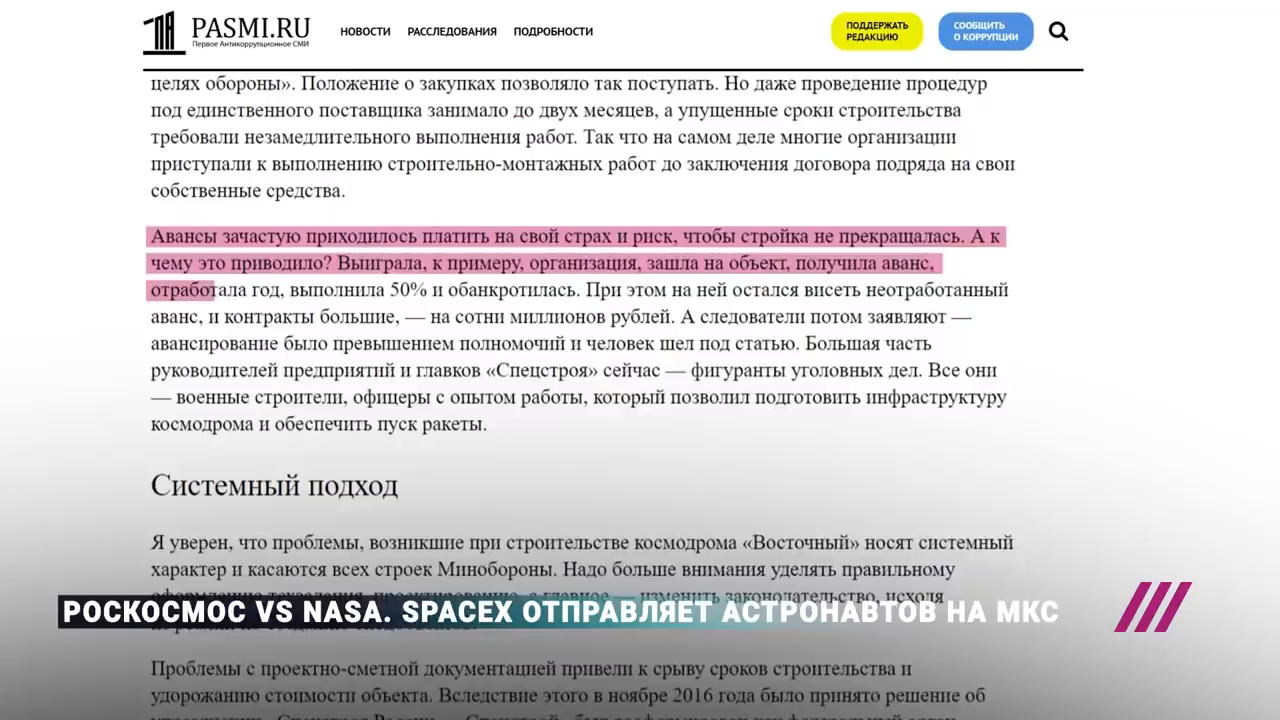 PASMI.RU
Первое Антикоррупционное СМИ
НОВОСТИ РАССЛЕДОВАНИЯ ПОДРОБНОСТИ
ПОДДЕРЖАТЬ
РЕДАКЦИЮ
СООБЩИТЬ
О КОРРУПЦИИ
целях обороны». Положение о закупках позволяло так поступать. Но даже проведение процедур
под единственного поставщика занимало до двух месяцев, а упущенные сроки строительства
требовали незамедлительного выполнения работ. Так что на самом деле многие организации
приступали к выполнению строительно-монтажных работ до заключения договора подряда на свои
собственные средства.
Авансы зачастую приходилось платить на свой страх и риск, чтобы стройка не прекращалась. А к
чему это приводило? Выиграла, к примеру, организация, зашла на объект, получила аванс,
отработала год, выполнила 50% и обанкротилась. При этом на ней остался висеть неотработанный
аванс, и контракты большие, — на сотни миллионов рублей. А следователи потом заявляют —
авансирование было превышением полномочий и человек шел под статью. Большая часть
руководителей предприятий и главков «Спецстроя» сейчас — фигуранты уголовных дел. Все они
— военные строители, офицеры с опытом работы, который позволил подготовить инфраструктуру
космодрома и обеспечить пуск ракеты.
Системный подход
Я уверен, что проблемы, возникшие при строительстве космодрома «Восточный» носят системный
характер и касаются всех строек Минобороны. Надо больше внимания уделять правильному
РОСКОСМОС VS NASA. SPACEX ОТПРАВЛЯЕТ АСТРОНАВТОВ НА МКС
Проблемы с проектно-сметной документацией привели к срыву сроков строительства и
удорожанию стоимости объекта. Вследствие этого в ноябре 2016 года было принято решение об